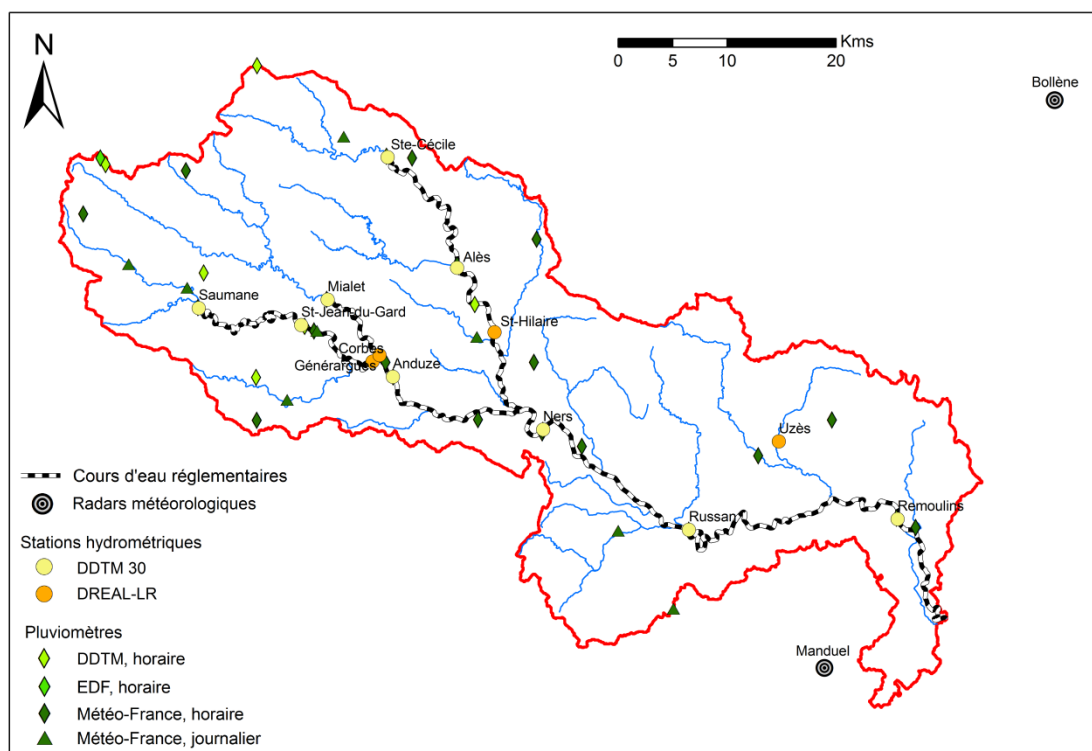 N
Kms
0 5 10 20
Bollène
Ste-Cécile
Alès
Mialet
Saumane
St-Jean-du-Gard
St-Hilaire
Corbès
Générargues
Anduze
Ners
Uzès
Cours d'eau réglementaires
Radars météorologiques
Remoulins
Russan
Stations hydrométriques
DDTM 30
DREAL-LR
Pluviomètres
Manduel
DDTM, horaire
EDF, horaire
Météo-France, horaire
Météo-France, journalier